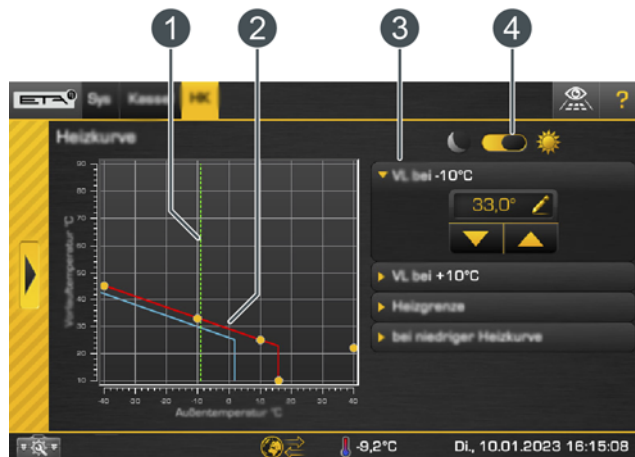 1 2 3 4
ETA Sys Kessel HK ?
Heizkurve
VL bei -10°C
33,0°
VL bei +10°C
Heizgrenze
bei niedriger Heizkurve
Vorlauftemperatur °C
90
80
70
60
50
40
30
20
10
-40 -30 -20 -10 0 10 20 30 40
Außentemperatur °C
-9,2°C Di., 10.01.2023 16:15:08